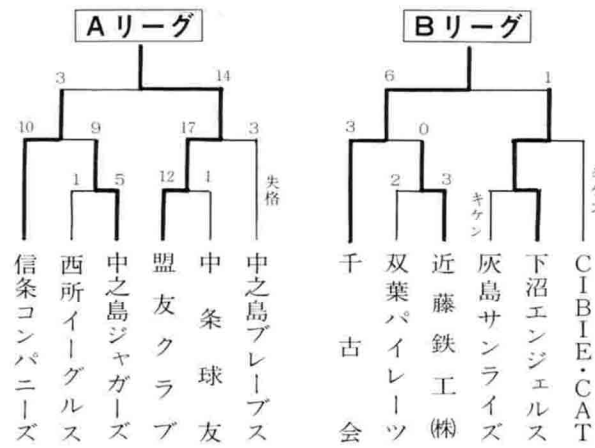 Aリーグ
3
14
10
9
17
3
1
5
12
1
失格
信条コンパニーズ
西所イーグルス
中之島ジャガーズ
盟友クラブ
中条球友
中之島ブレーブス
Bリーグ
6
1
3
0
2
3
キケン
キケン
千古会
双葉パイレーツ
近藤鉄工㈱
灰島サンライズ
下沼エンジェルス
CIBIE・CAT